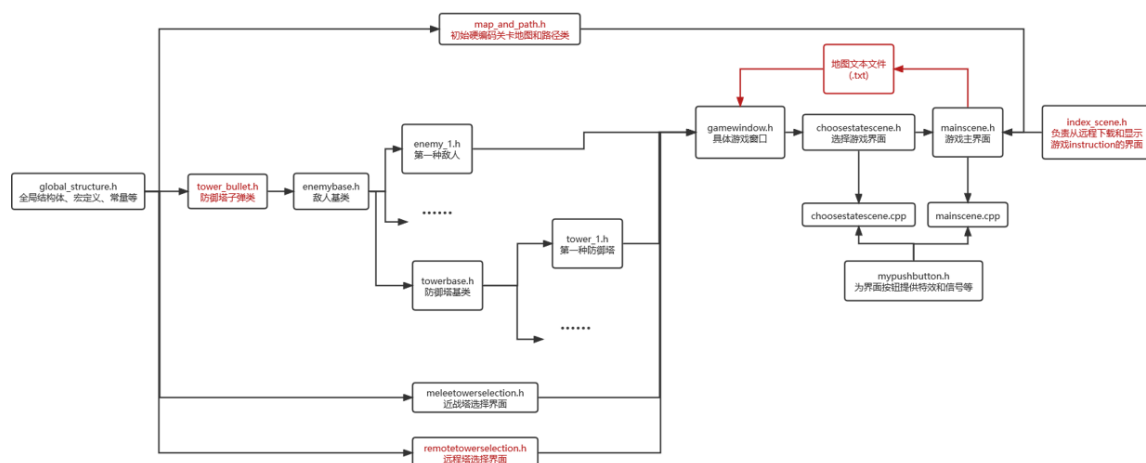 map_and_path.h
初始硬编码关卡地图和路径类
地图文本文件
(.txt)
enemy_1.h
第一种敌人
gamewindow.h
具体游戏窗口
choosestatescene.h
选择游戏界面
mainscene.h
游戏主界面
index_scene.h
负责从远程下载和显示
游戏instruction的界面
global_structure.h
全局结构体、宏定义、常量等
tower_bullet.h
防御塔子弹类
enemybase.h
敌人基类
······
choosestatescene.cpp
mainscene.cpp
tower_1.h
第一种防御塔
towerbase.h
防御塔基类
mypushbutton.h
为界面按钮提供特效和信号等
······
meleetowerselection.h
近战塔选择界面
remotetowerselection.h
远程塔选择界面